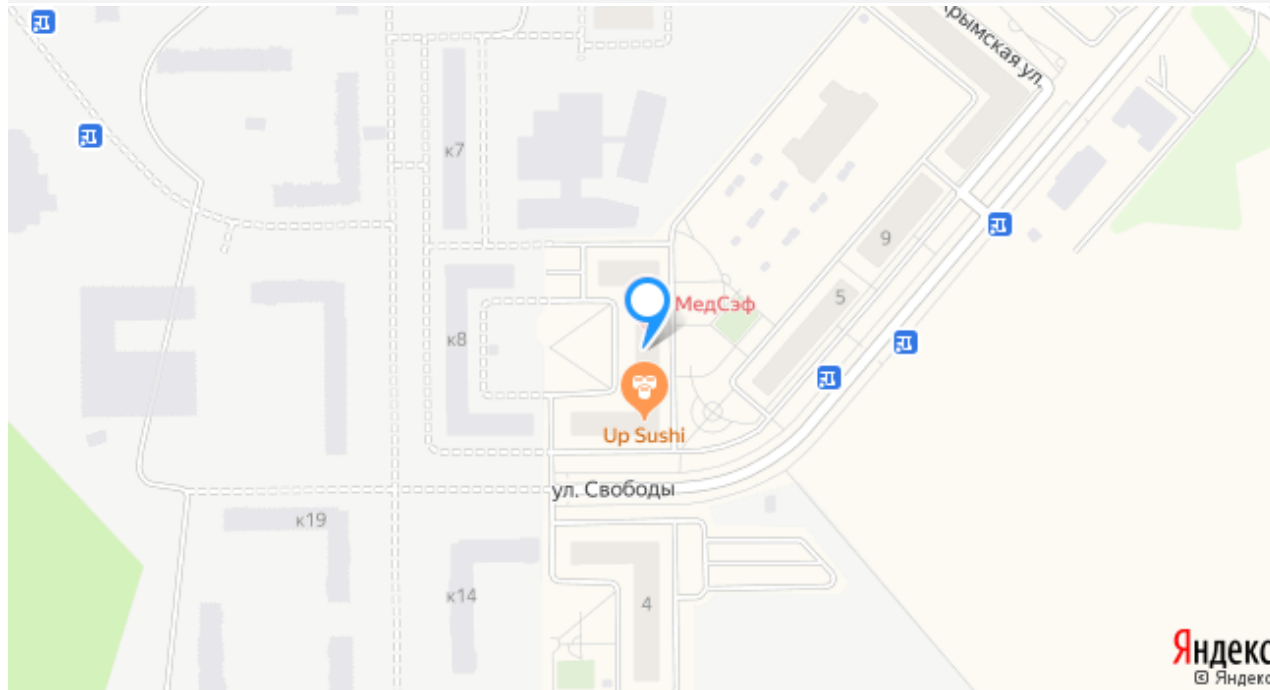 Крымская ул.
к7
9
5
МедСэф
к8
Up Sushi
ул. Свободы
к19
к14
4
Яндекс
© Яндекс